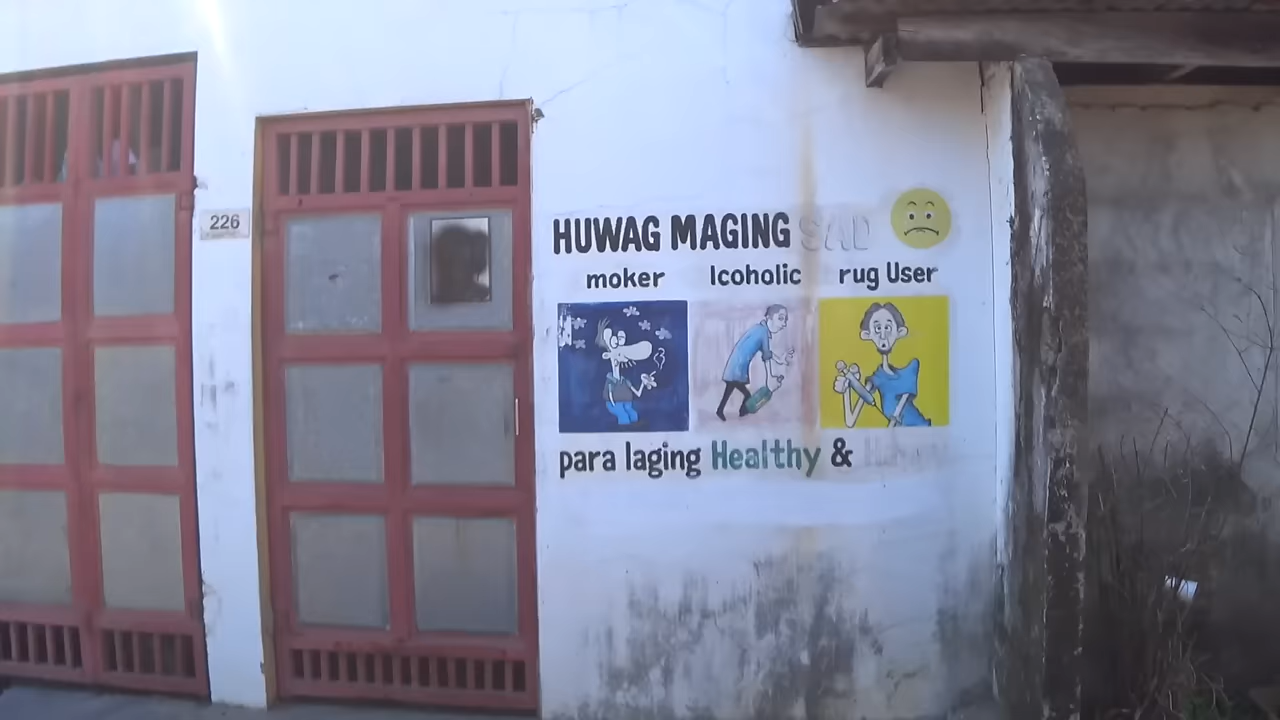 226
HUWAG MAGING SAD
moker lcoholic rug User
para laging Healthy &